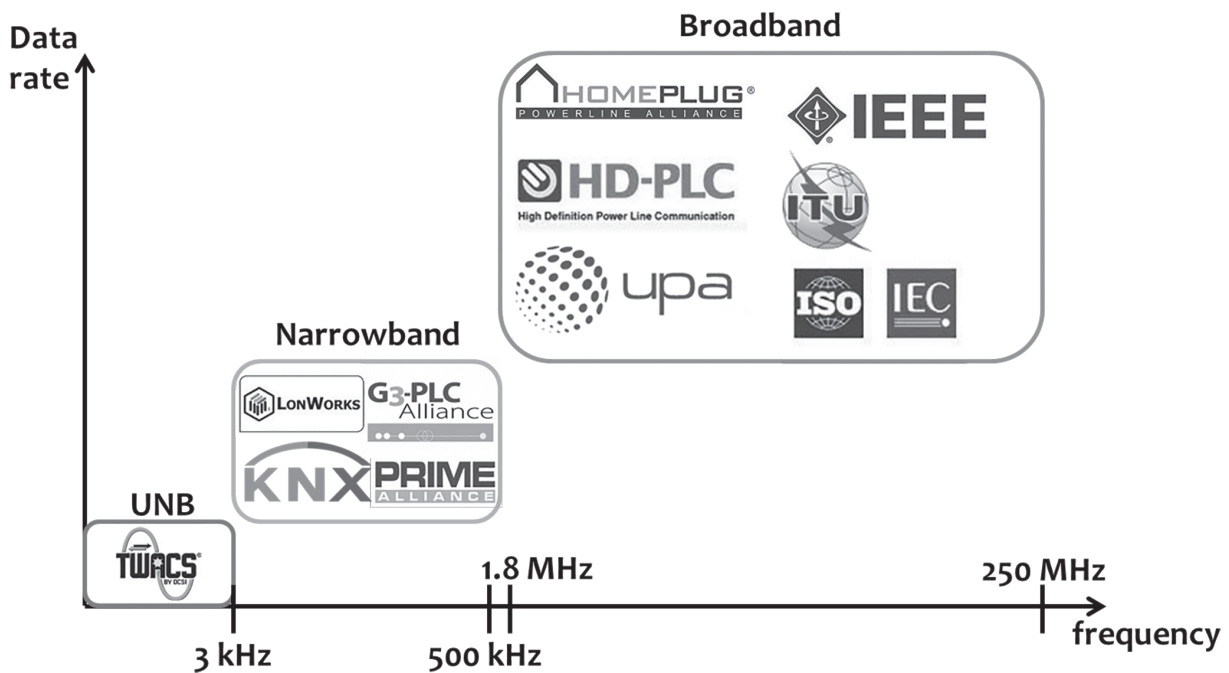 Data
rate
Broadband
HOMEPLUG®
POWERLINE ALLIANCE
IEEE
HD-PLC
High Definition Power Line Communication
ITU
upa
ISO
IEC
Narrowband
LONWORKS
G3-PLC
Alliance
KNX
PRIME
ALLIANCE
UNB
TWACS®
BY DCSI
1.8 MHz
250 MHz
frequency
3 kHz
500 kHz